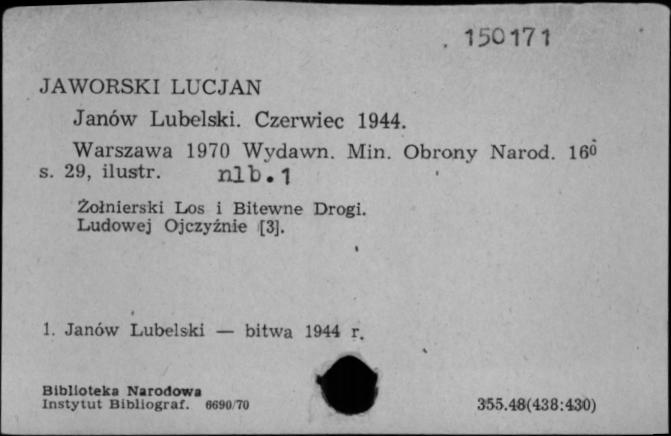 150171
JAWORSKI LUCJAN
Janów Lubelski. Czerwiec 1944.
Warszawa 1970 Wydawn. Min. Obrony Narod. 16⁰
s. 29, ilustr. nlb. 1
Żołnierski Los i Bitewne Drogi.
Ludowej Ojczyźnie [3].
1. Janów Lubelski — bitwa 1944 r.
Biblioteka Narodowa
Instytut Bibliograf. 6690/70
355.48(438:430)